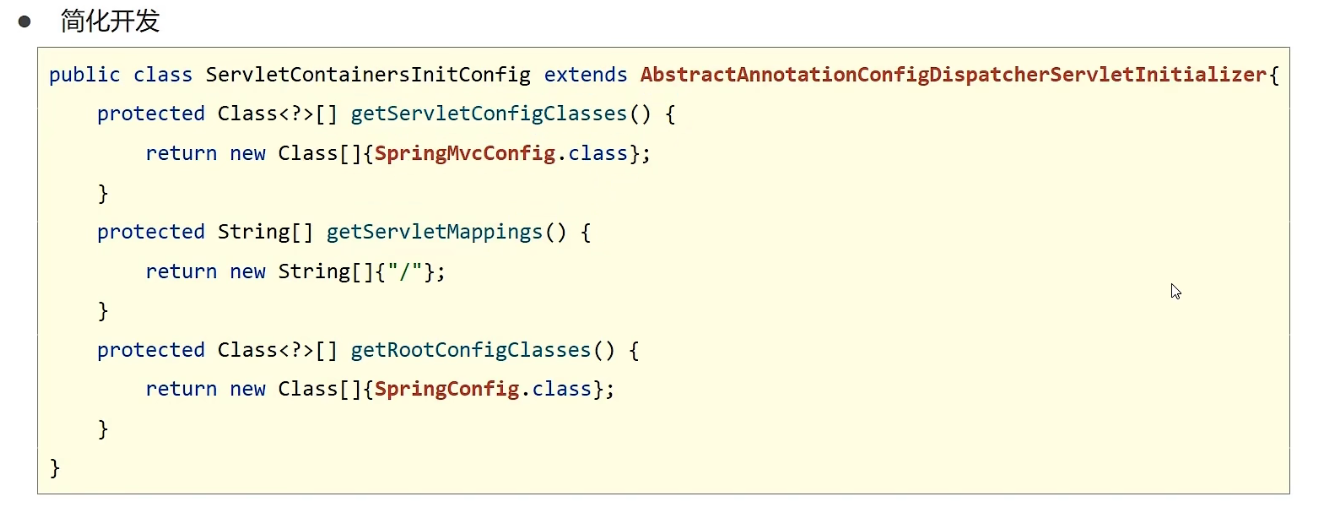 ● 简化开发
public class ServletContainersInitConfig extends AbstractAnnotationConfigDispatcherServletInitializer{
    protected Class<?>[] getServletConfigClasses() {
        return new Class[]{SpringMvcConfig.class};
    }
    protected String[] getServletMappings() {
        return new String[]{"/"};
    }
    protected Class<?>[] getRootConfigClasses() {
        return new Class[]{SpringConfig.class};
    }
}